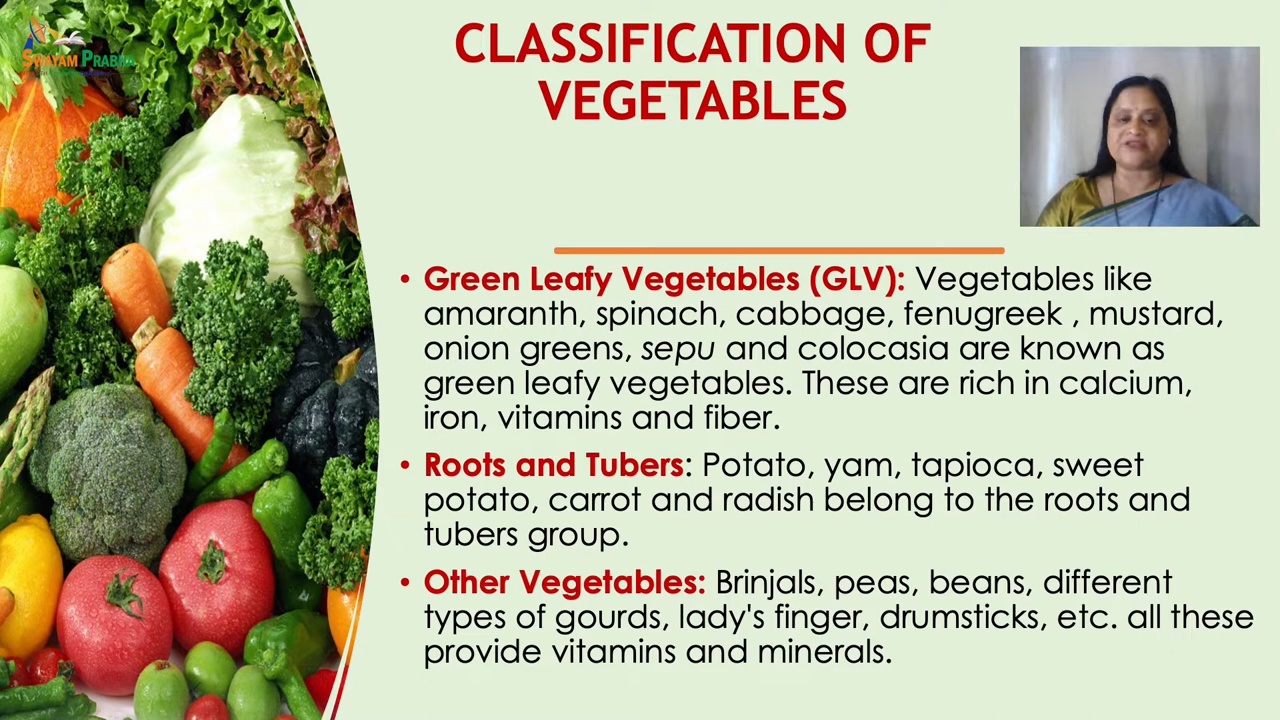 SWAYAM PRABHA
CLASSIFICATION OF
VEGETABLES
• Green Leafy Vegetables (GLV): Vegetables like
amaranth, spinach, cabbage, fenugreek , mustard,
onion greens, sepu and colocasia are known as
green leafy vegetables. These are rich in calcium,
iron, vitamins and fiber.
• Roots and Tubers: Potato, yam, tapioca, sweet
potato, carrot and radish belong to the roots and
tubers group.
• Other Vegetables: Brinjals, peas, beans, different
types of gourds, lady's finger, drumsticks, etc. all these
provide vitamins and minerals.